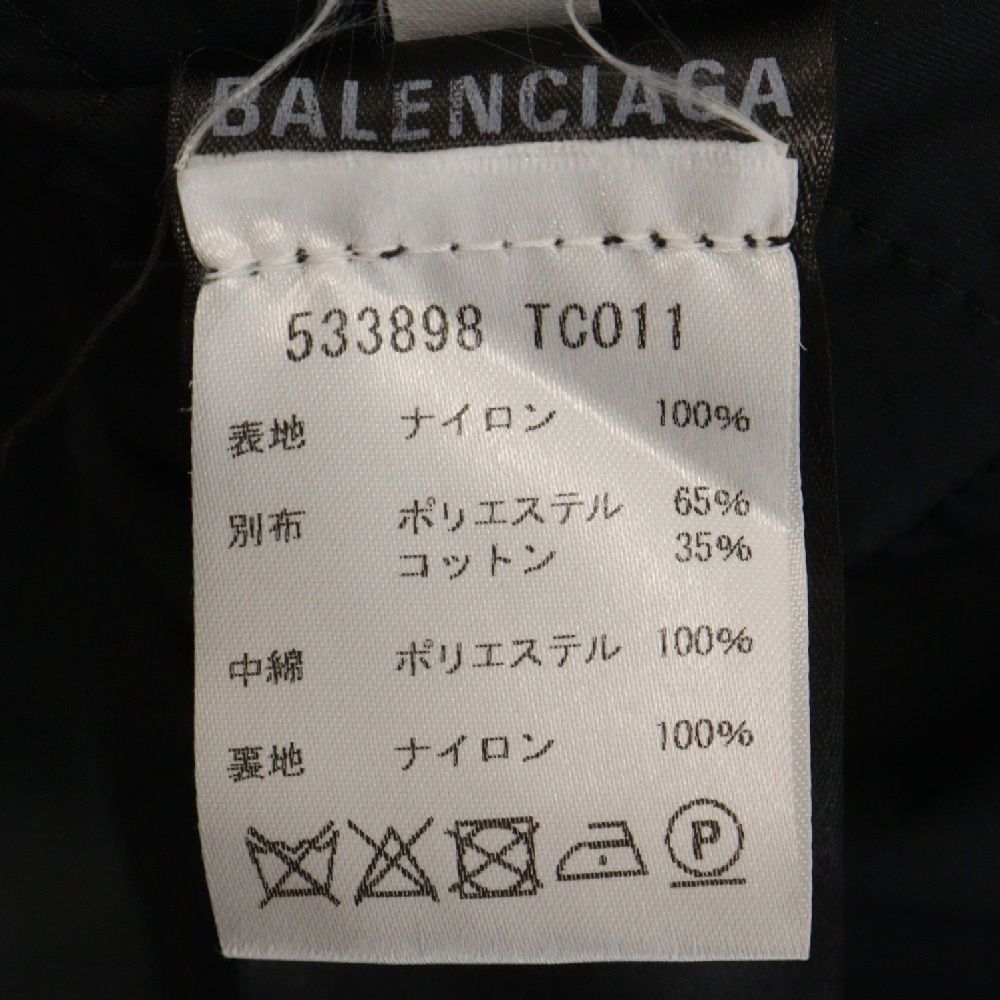 BALENCIAGA
533898 TCO11
表地 ナイロン 100%
別布 ポリエステル 65%
コットン 35%
中綿 ポリエステル 100%
裏地 ナイロン 100%
P